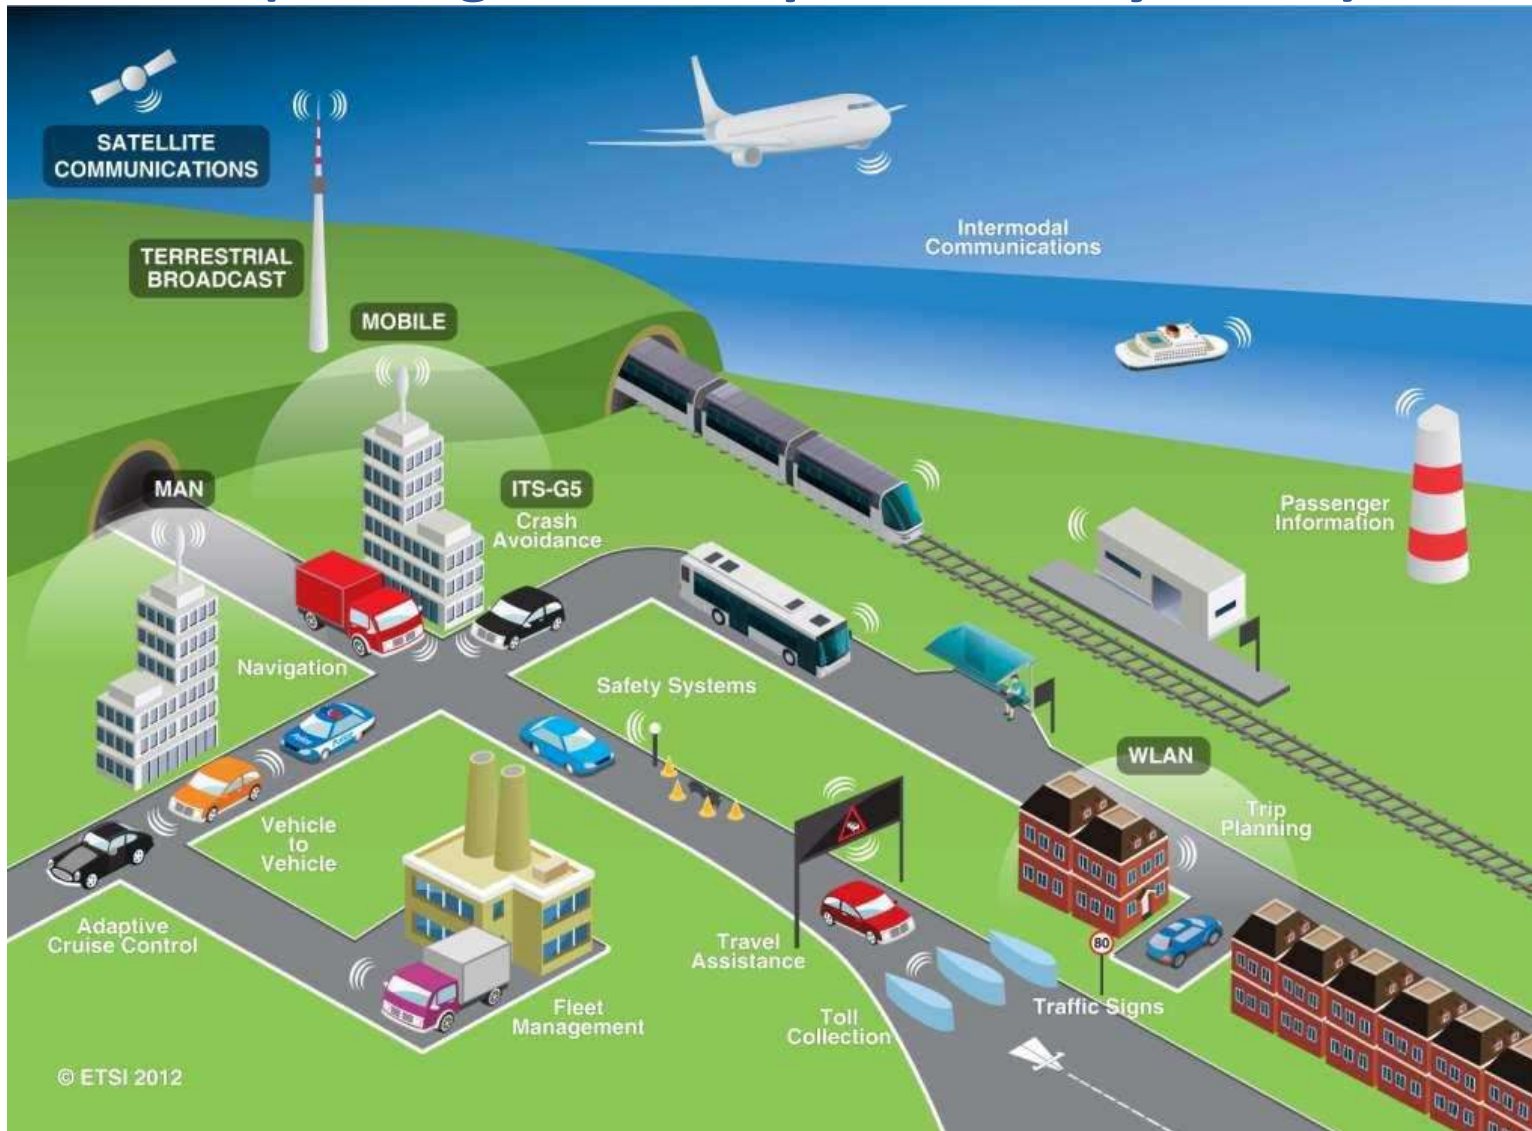 SATELLITE
COMMUNICATIONS
TERRESTRIAL
BROADCAST
Intermodal
Communications
MOBILE
MAN
ITS-G5
Crash
Avoidance
Passenger
Information
Navigation
Safety Systems
WLAN
Trip
Planning
Vehicle
to
Vehicle
Adaptive
Cruise Control
Travel
Assistance
80
Fleet
Management
Toll
Collection
Traffic Signs
© ETSI 2012